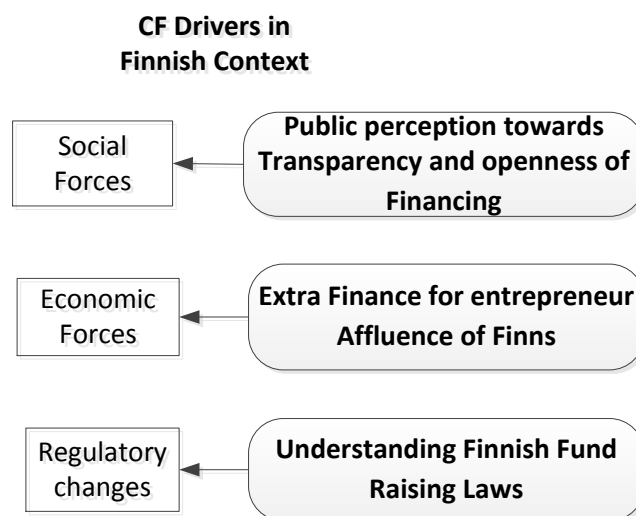 CF Drivers in
Finnish Context
Social
Forces
Public perception towards
Transparency and openness of
Financing
Economic
Forces
Extra Finance for entrepreneur
Affluence of Finns
Regulatory
changes
Understanding Finnish Fund
Raising Laws